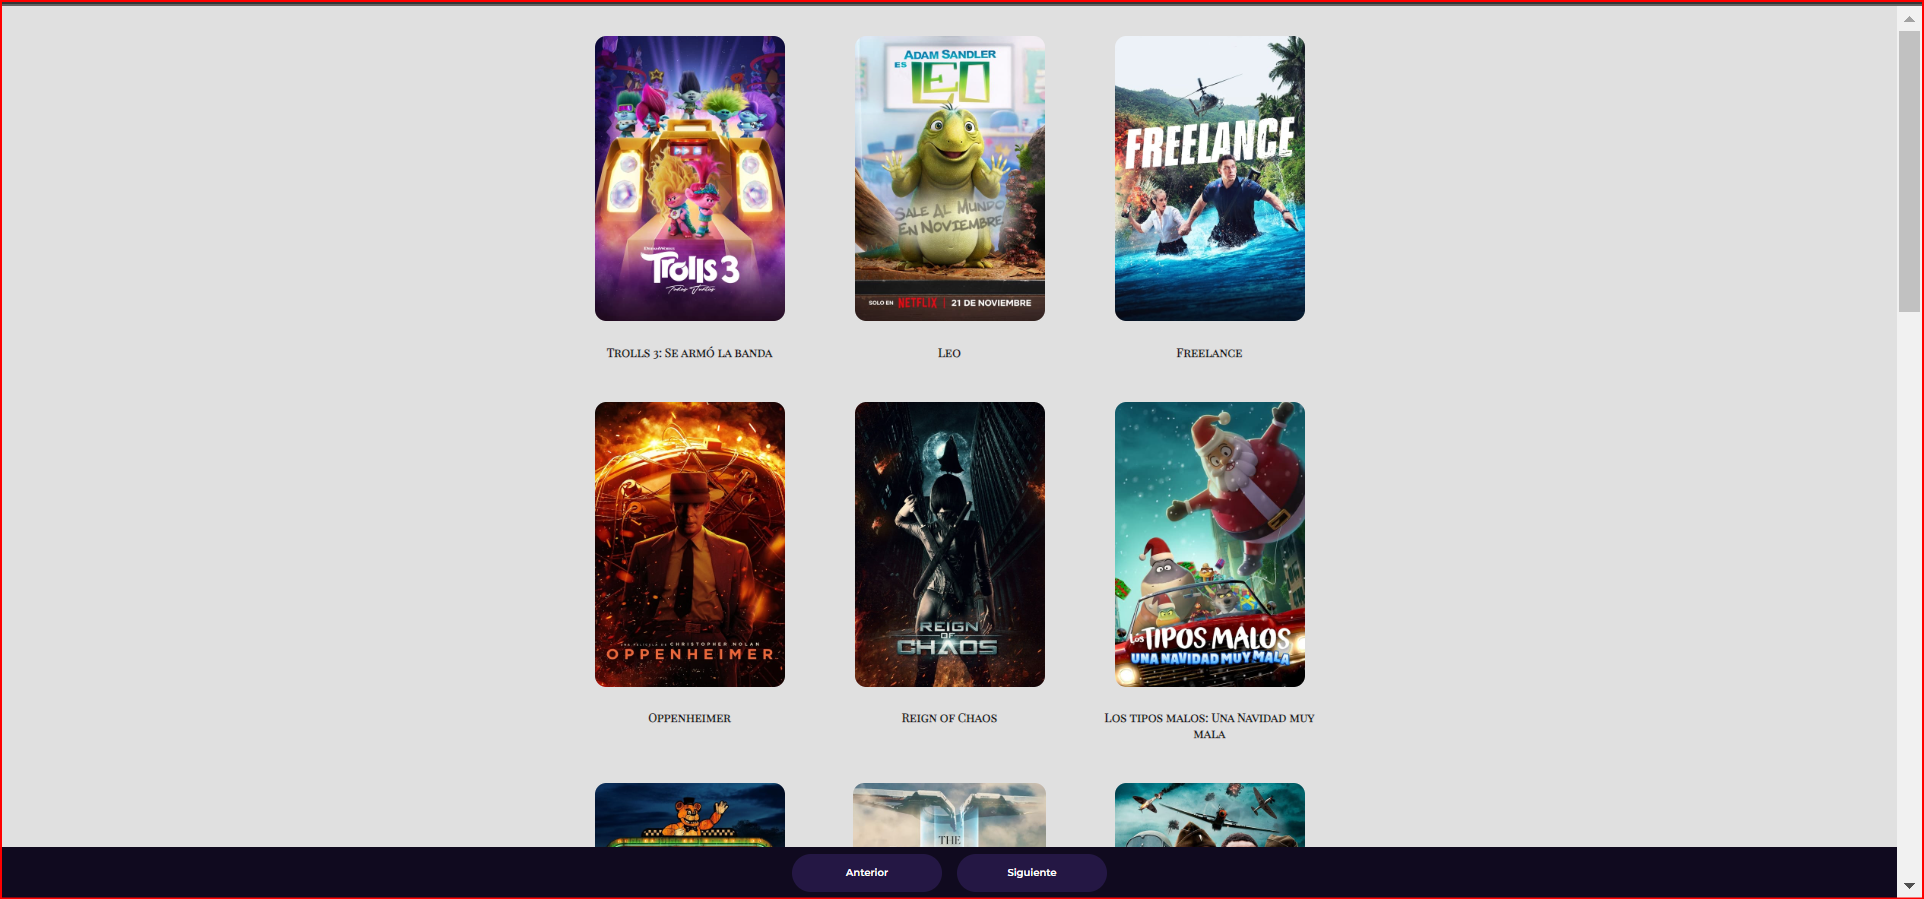 ADAM SANDLER
ES
LEO
SALE AL MUNDO
EN NOVIEMBRE
SOLO EN NETFLIX | 21 DE NOVIEMBRE
FREELANCE
Trolls 3
Todos Juntos
Trolls 3: Se armó la banda
Leo
Freelance
UNA PELÍCULA DE CHRISTOPHER NOLAN
OPPENHEIMER
REIGN
OF
CHAOS
Los TIPOS MALOS
UNA NAVIDAD MUY MALA
Oppenheimer
Reign of Chaos
Los tipos malos: Una Navidad muy
mala
THE
Anterior
Siguiente